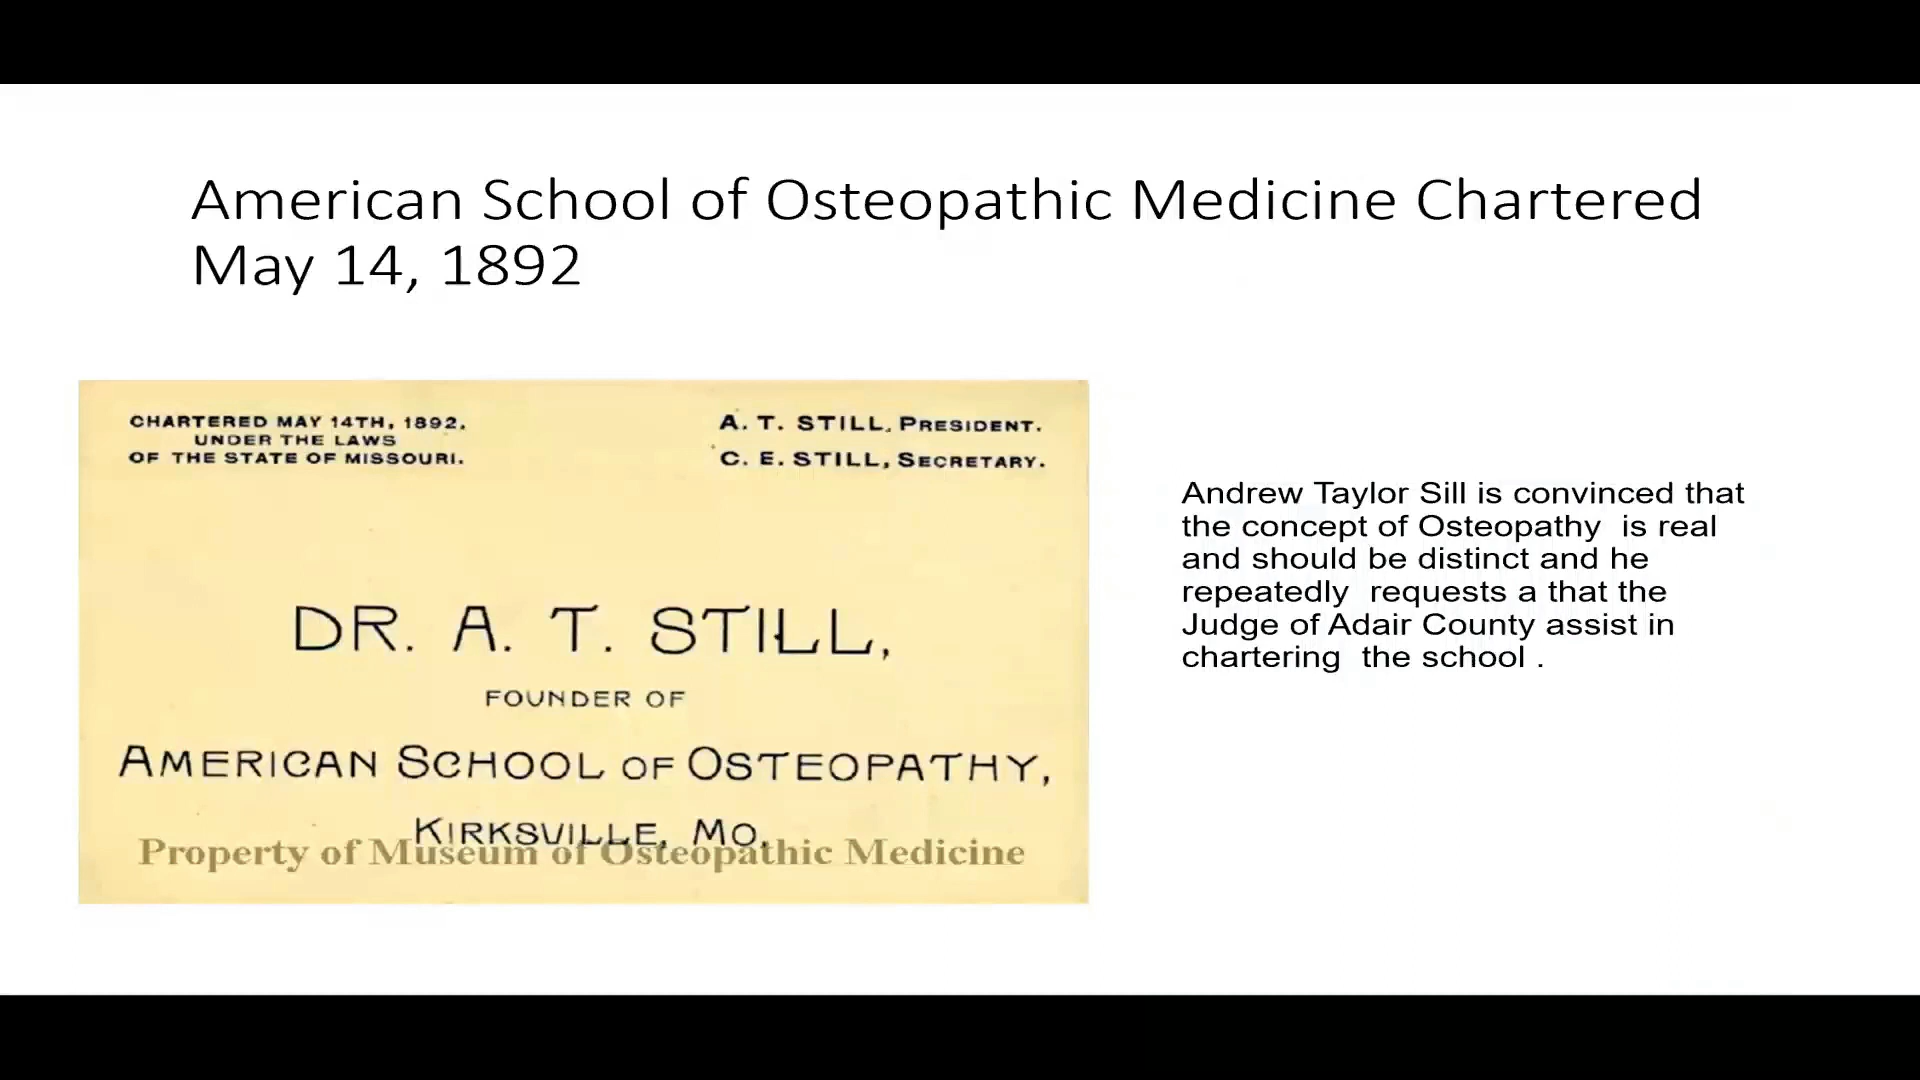 American School of Osteopathic Medicine Chartered
May 14, 1892
CHARTERED MAY 14TH, 1892,
UNDER THE LAWS
OF THE STATE OF MISSOURI.
A. T. STILL, PRESIDENT.
C. E. STILL, SECRETARY.
DR. A. T. STILL,
FOUNDER OF
AMERICAN SCHOOL OF OSTEOPATHY,
KIRKSVILLE, MO.
Property of Museum of Osteopathic Medicine
Andrew Taylor Sill is convinced that
the concept of Osteopathy  is real
and should be distinct and he
repeatedly  requests a that the
Judge of Adair County assist in
chartering  the school .